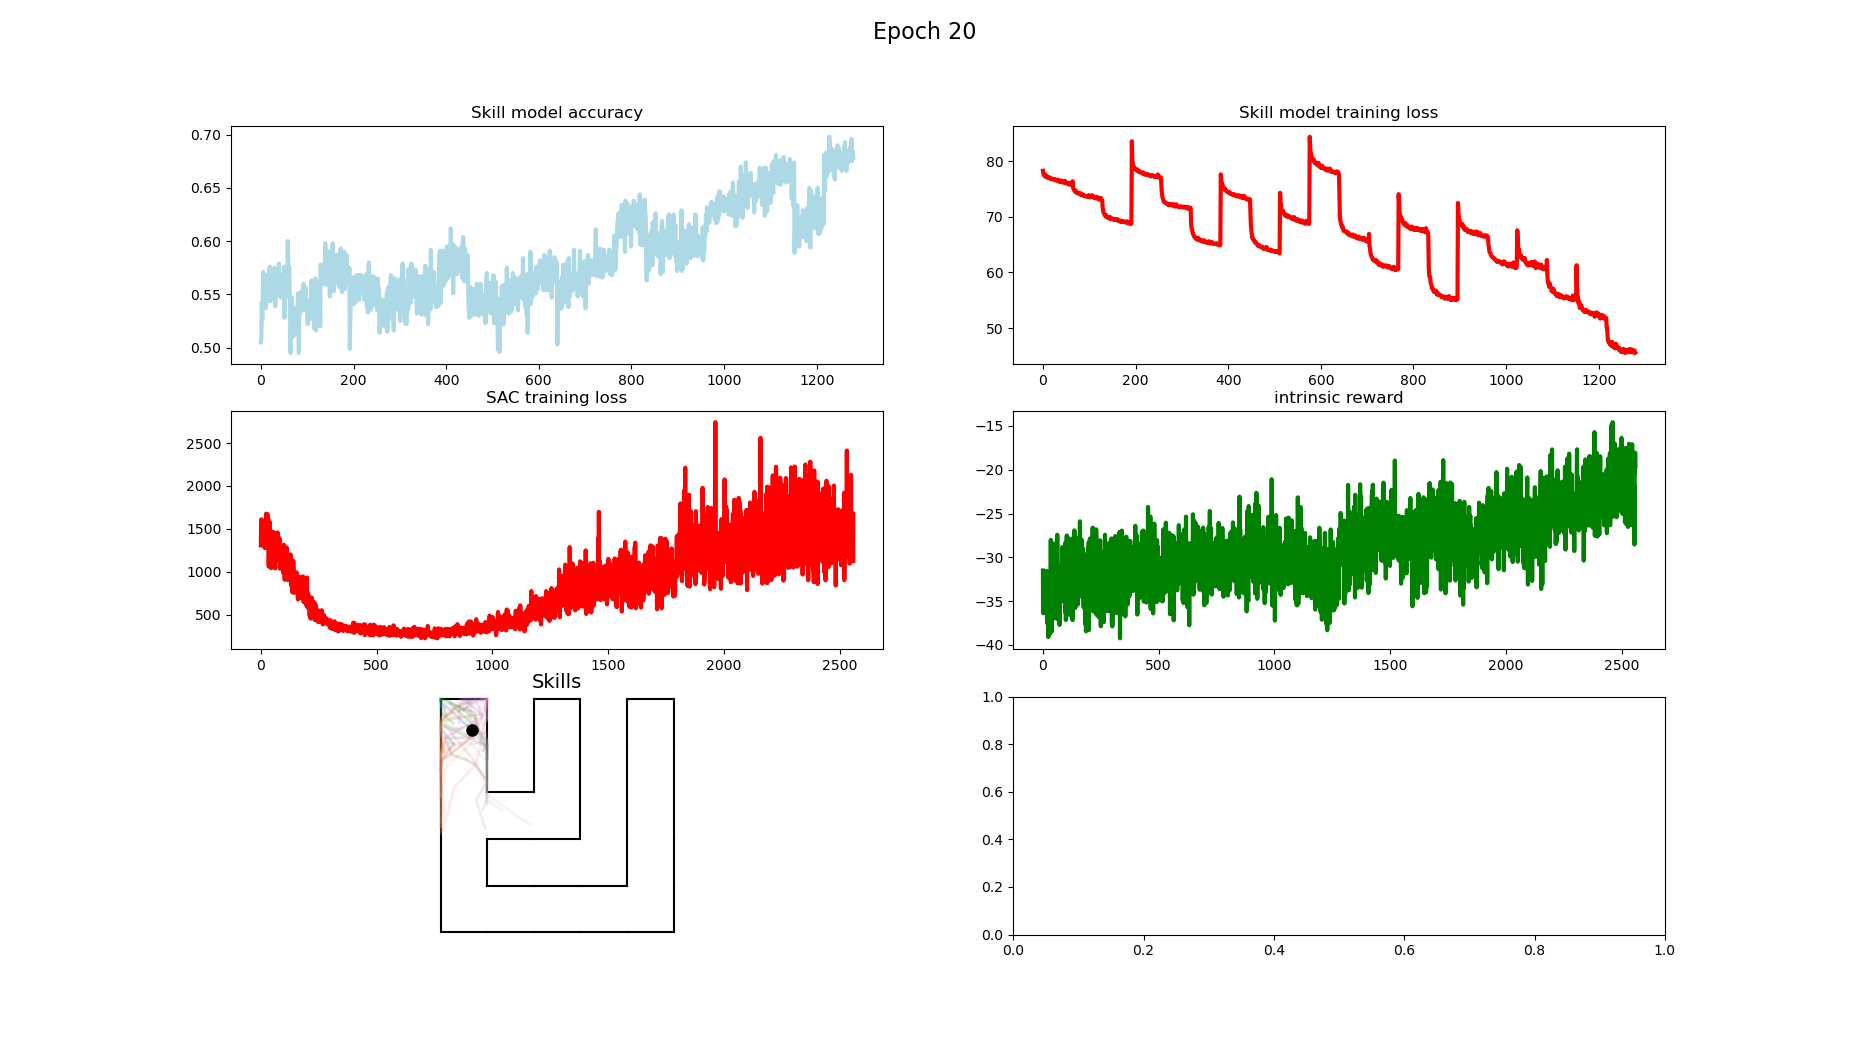 Epoch 20
Skill model accuracy
0.70
0.65
0.60
0.55
0.50
0 200 400 600 800 1000 1200
Skill model training loss
80
70
60
50
0 200 400 600 800 1000 1200
SAC training loss
2500
2000
1500
1000
500
0 500 1000 1500 2000 2500
intrinsic reward
−15
−20
−25
−30
−35
−40
0 500 1000 1500 2000 2500
Skills
1.0
0.8
0.6
0.4
0.2
0.0
0.0 0.2 0.4 0.6 0.8 1.0